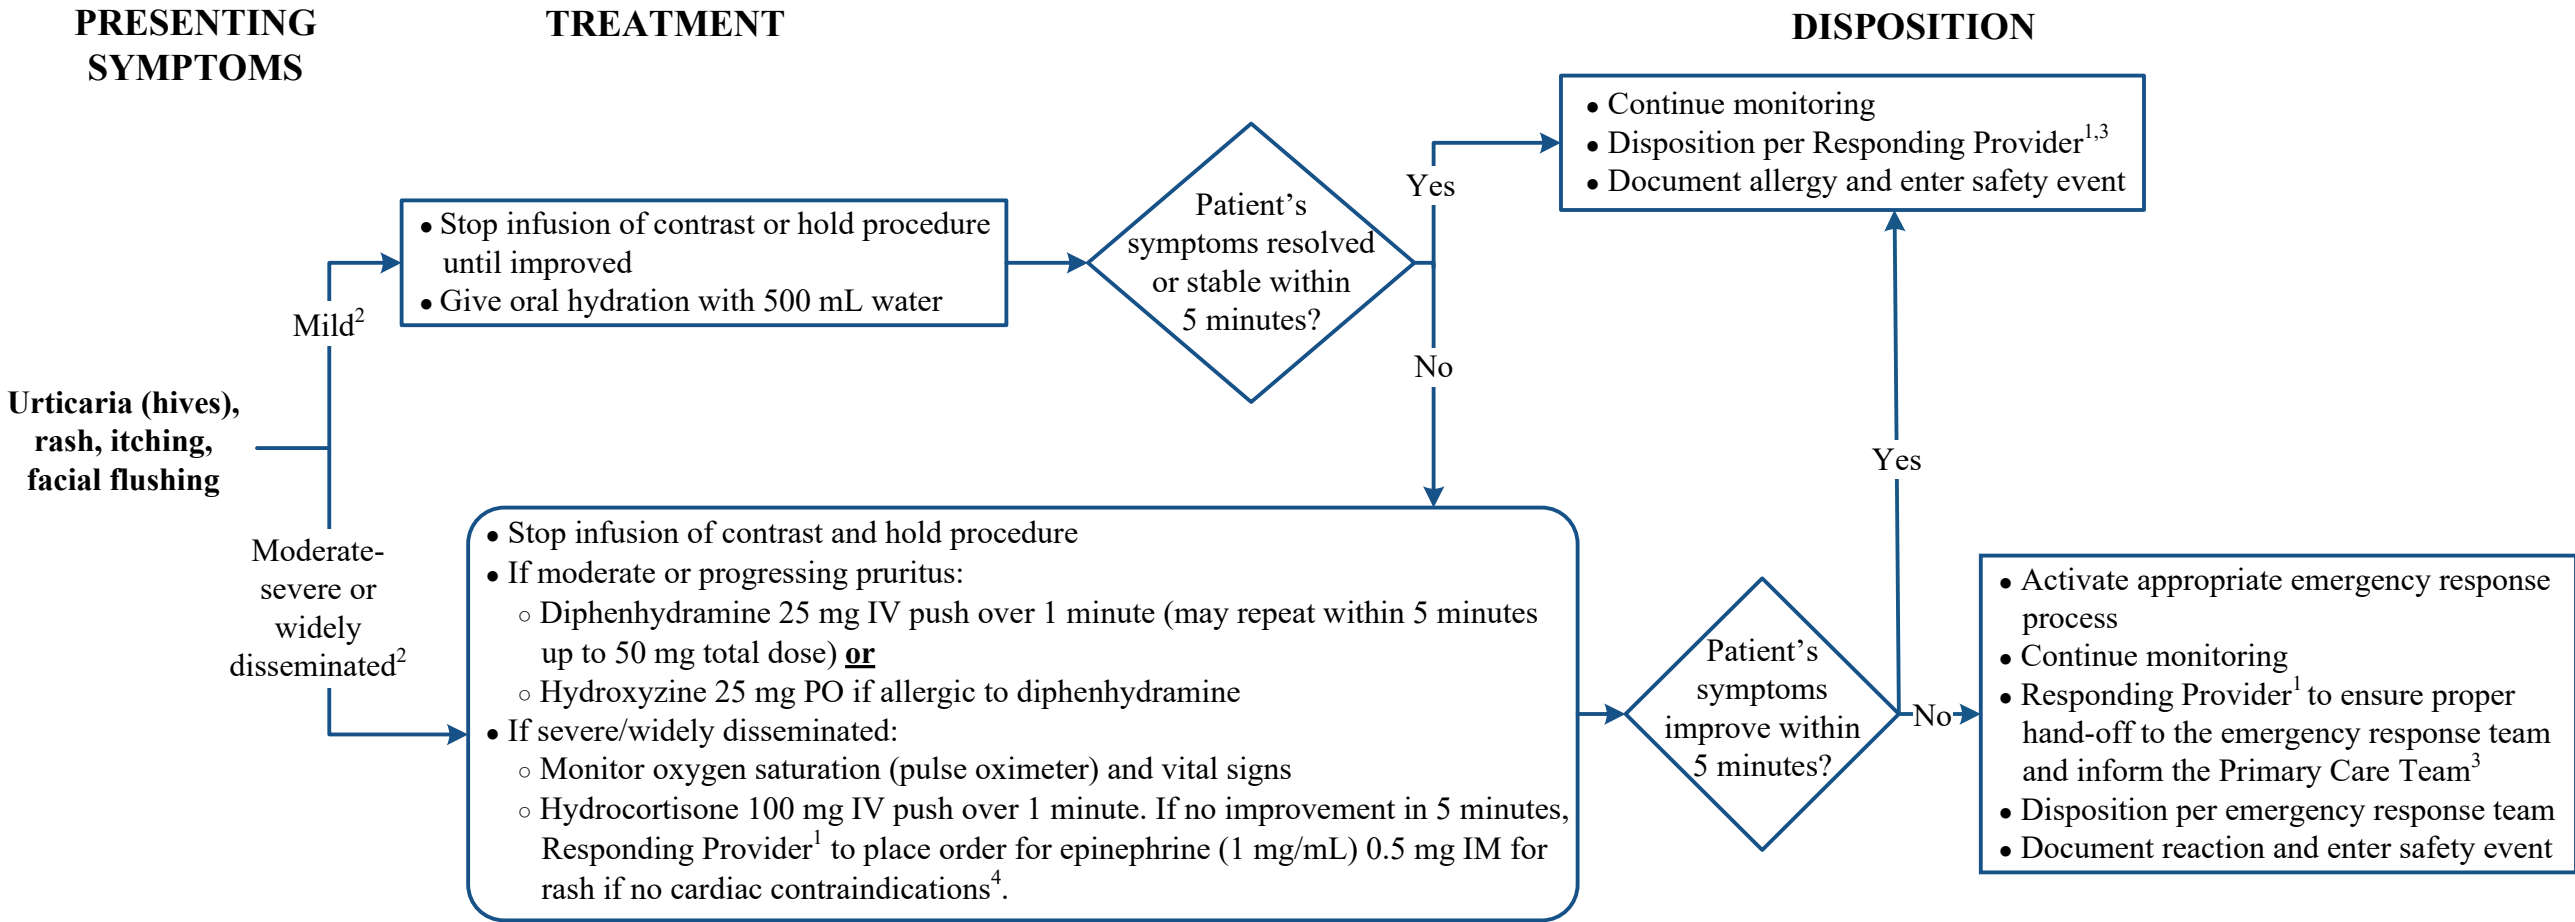 PRESENTING
SYMPTOMS
TREATMENT
DISPOSITION
Urticaria (hives),
rash, itching,
facial flushing
Mild²
• Stop infusion of contrast or hold procedure
until improved
• Give oral hydration with 500 mL water
Patient’s
symptoms resolved
or stable within
5 minutes?
Yes
• Continue monitoring
• Disposition per Responding Provider¹,³
• Document allergy and enter safety event
No
Moderate-
severe or
widely
disseminated²
• Stop infusion of contrast and hold procedure
• If moderate or progressing pruritus:
○ Diphenhydramine 25 mg IV push over 1 minute (may repeat within 5 minutes
up to 50 mg total dose) or
○ Hydroxyzine 25 mg PO if allergic to diphenhydramine
• If severe/widely disseminated:
○ Monitor oxygen saturation (pulse oximeter) and vital signs
○ Hydrocortisone 100 mg IV push over 1 minute. If no improvement in 5 minutes,
Responding Provider¹ to place order for epinephrine (1 mg/mL) 0.5 mg IM for
rash if no cardiac contraindications⁴.
Patient’s
symptoms
improve within
5 minutes?
Yes
No
• Activate appropriate emergency response
process
• Continue monitoring
• Responding Provider¹ to ensure proper
hand-off to the emergency response team
and inform the Primary Care Team³
• Disposition per emergency response team
• Document reaction and enter safety event